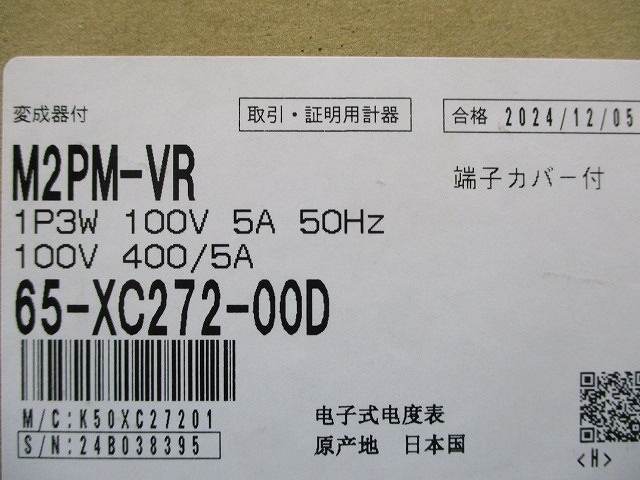 変成器付 取引・証明用計器 合格 2024/12/05
M2PM-VR
端子カバー付
1P3W 100V 5A 50Hz
100V 400/5A
65-XC272-00D
M/C:K50XC27201
S/N:24B038395
电子式电度表
原产地 日本国
<H>